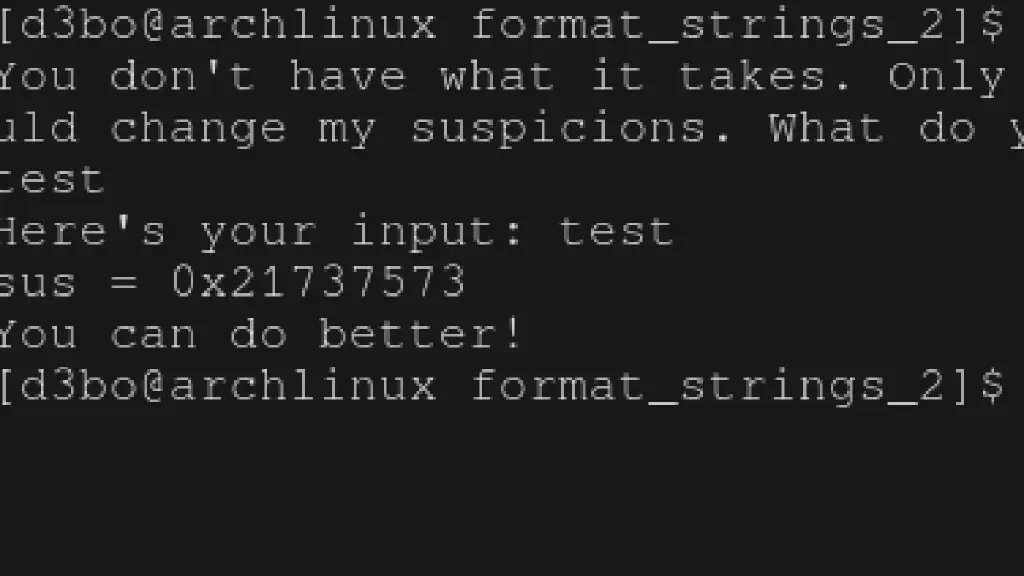 [d3bo@archlinux format_strings_2]$
You don't have what it takes. Only
uld change my suspicions. What do y
test
Here's your input: test
sus = 0x21737573
You can do better!
[d3bo@archlinux format_strings_2]$